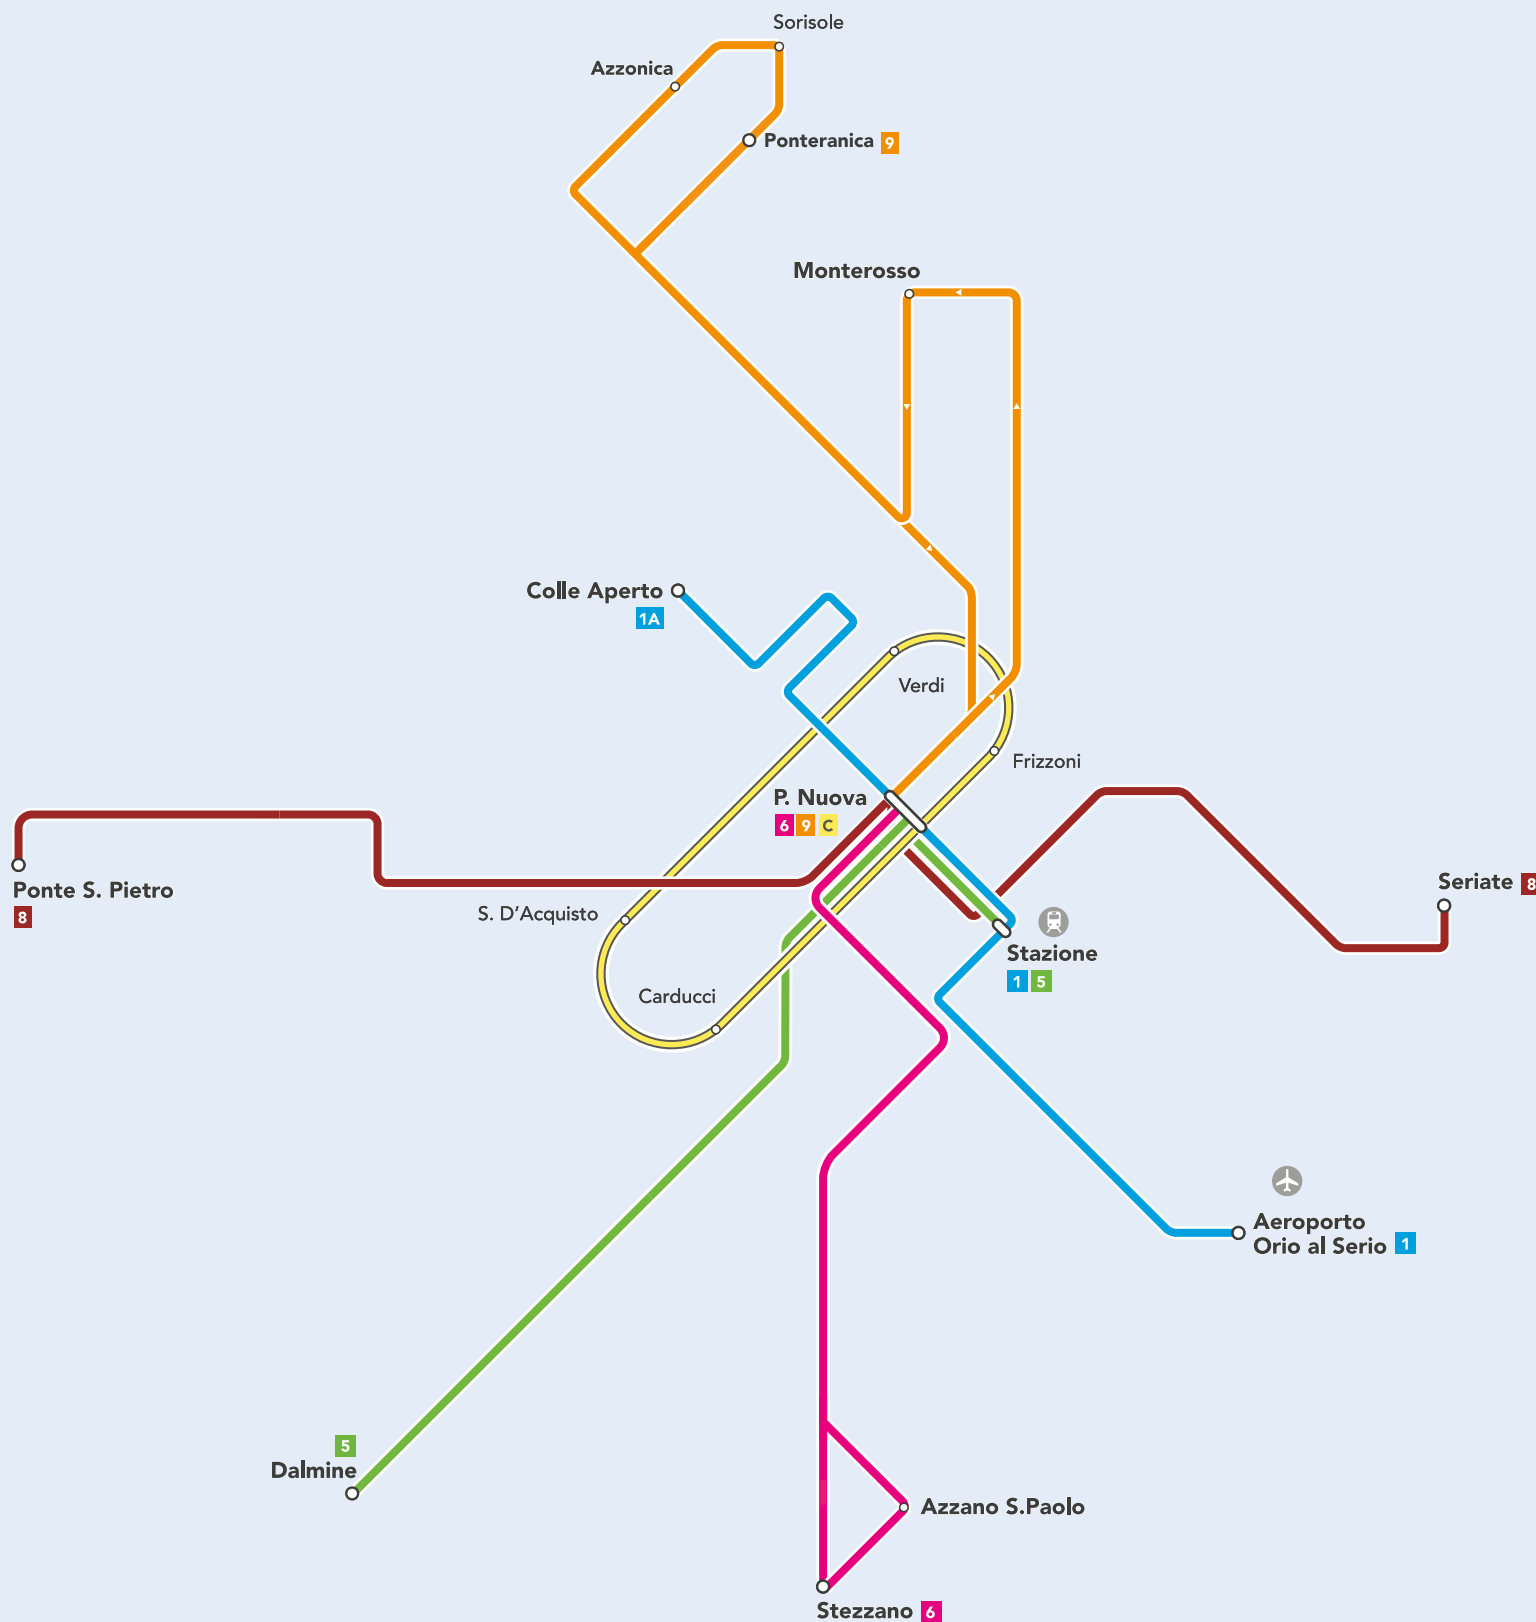 Sorisole
Azzonica
Ponteranica 9
Monterosso
Colle Aperto
1A
Verdi
Frizzoni
P. Nuova
6 9 C
Ponte S. Pietro
8
Seriate 8
S. D'Acquisto
Stazione
1 5
Carducci
Aeroporto
Orio al Serio 1
5
Dalmine
Azzano S.Paolo
Stezzano 6